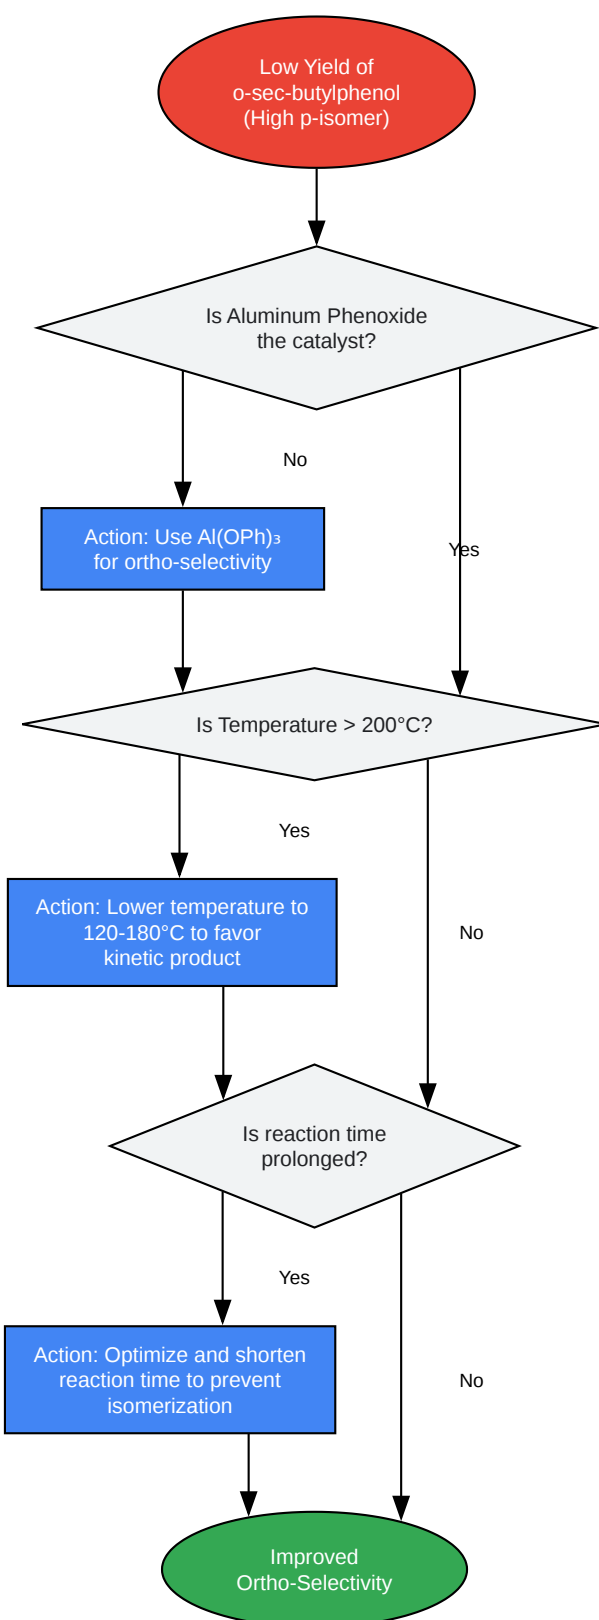 Low Yield of
o-sec-butylphenol
(High p-isomer)
Is Aluminum Phenoxide
the catalyst?
No
Action: Use Al(OPh)₃
for ortho-selectivity
Yes
Is Temperature > 200°C?
Yes
Action: Lower temperature to
120-180°C to favor
kinetic product
No
Is reaction time
prolonged?
Yes
Action: Optimize and shorten
reaction time to prevent
isomerization
No
Improved
Ortho-Selectivity